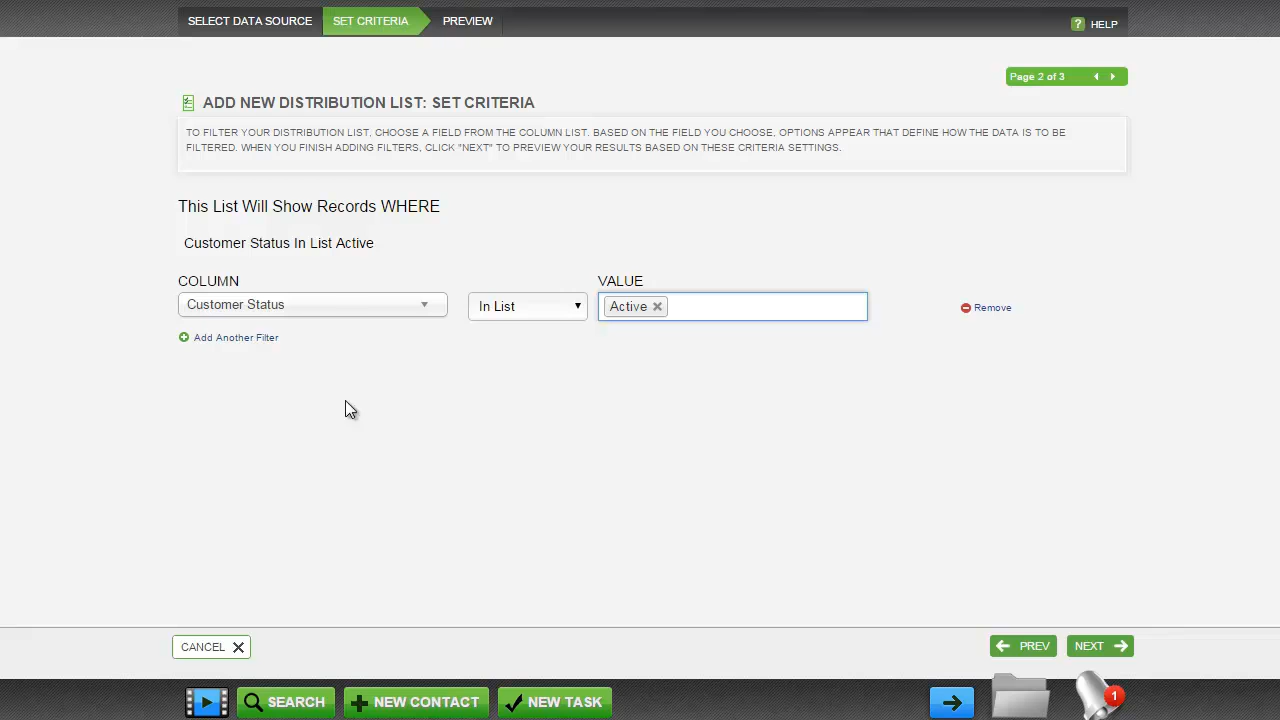 SELECT DATA SOURCE SET CRITERIA PREVIEW ? HELP
Page 2 of 3
ADD NEW DISTRIBUTION LIST: SET CRITERIA
TO FILTER YOUR DISTRIBUTION LIST, CHOOSE A FIELD FROM THE COLUMN LIST. BASED ON THE FIELD YOU CHOOSE, OPTIONS APPEAR THAT DEFINE HOW THE DATA IS TO BE
FILTERED. WHEN YOU FINISH ADDING FILTERS, CLICK "NEXT" TO PREVIEW YOUR RESULTS BASED ON THESE CRITERIA SETTINGS.
This List Will Show Records WHERE
Customer Status In List Active
COLUMN VALUE
Customer Status In List Active Remove
Add Another Filter
CANCEL PREV NEXT
SEARCH NEW CONTACT NEW TASK 1